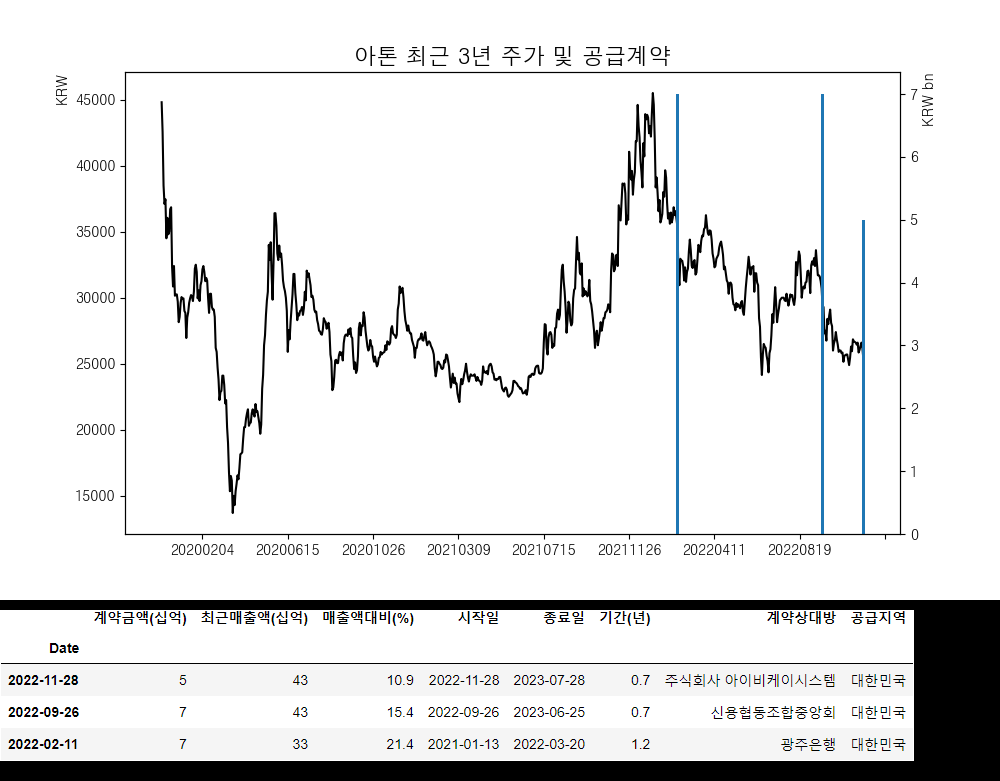 아톤 최근 3년 주가 및 공급계약
KRW
KRW bn
45000
40000
35000
30000
25000
20000
15000
7
6
5
4
3
2
1
0
20200204 20200615 20201026 20210309 20210715 20211126 20220411 20220819
계약금액(십억) 최근매출액(십억) 매출액대비(%) 시작일 종료일 기간(년) 계약상대방 공급지역
Date
2022-11-28 5 43 10.9 2022-11-28 2023-07-28 0.7 주식회사 아이비케이시스템 대한민국
2022-09-26 7 43 15.4 2022-09-26 2023-06-25 0.7 신용협동조합중앙회 대한민국
2022-02-11 7 33 21.4 2021-01-13 2022-03-20 1.2 광주은행 대한민국